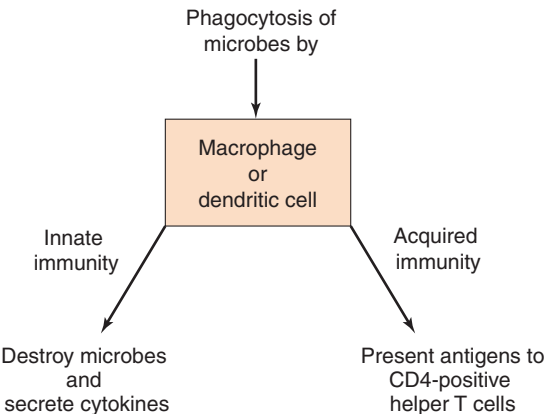 Phagocytosis of
microbes by
Macrophage
or
dendritic cell
Innate
immunity
Acquired
immunity
Destroy microbes
and
secrete cytokines
Present antigens to
CD4-positive
helper T cells